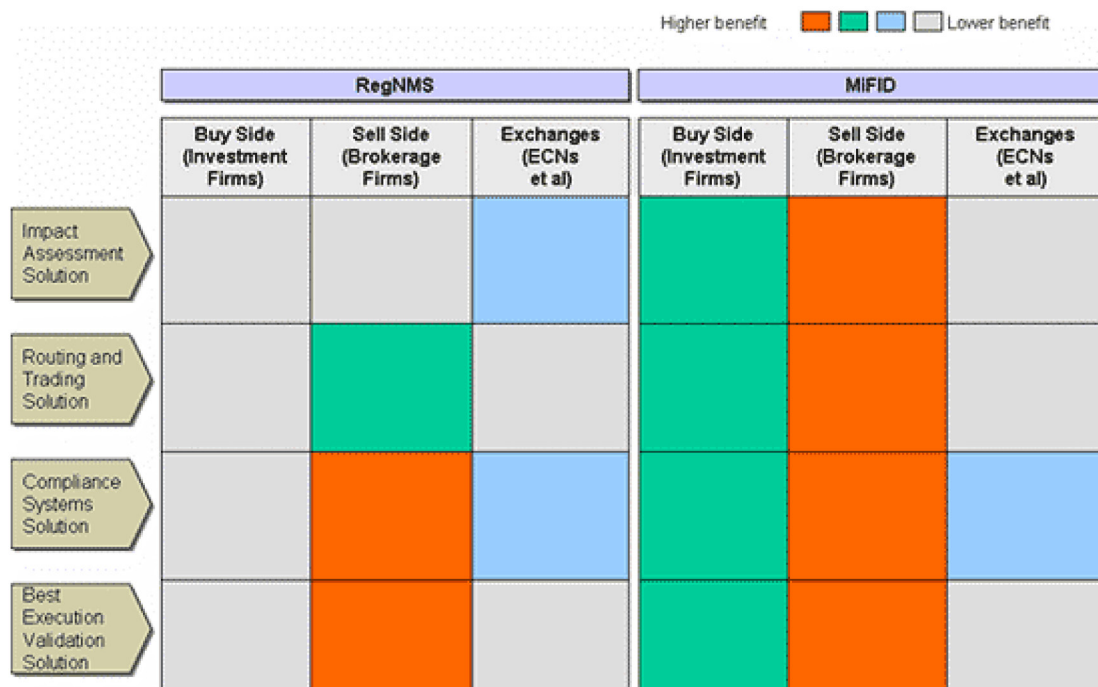 Higher benefit Lower benefit
RegNMS MiFID
Buy Side Sell Side Exchanges Buy Side Sell Side Exchanges
(Investment (Brokerage (ECNs (Investment (Brokerage (ECNs
Firms) Firms) et al) Firms) Firms) et al)
Impact
Assessment
Solution
Routing and
Trading
Solution
Compliance
Systems
Solution
Best
Execution
Validation
Solution